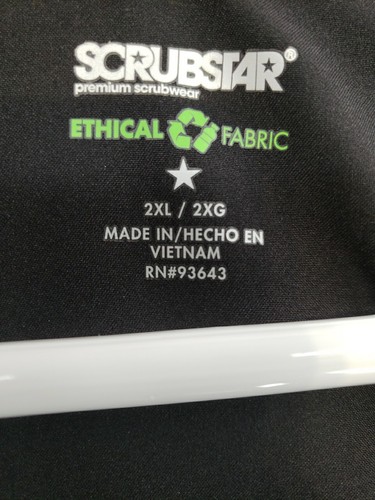 SCRUBSTAR®
premium scrubwear
ETHICAL FABRIC
2XL / 2XG
MADE IN/HECHO EN
VIETNAM
RN#93643